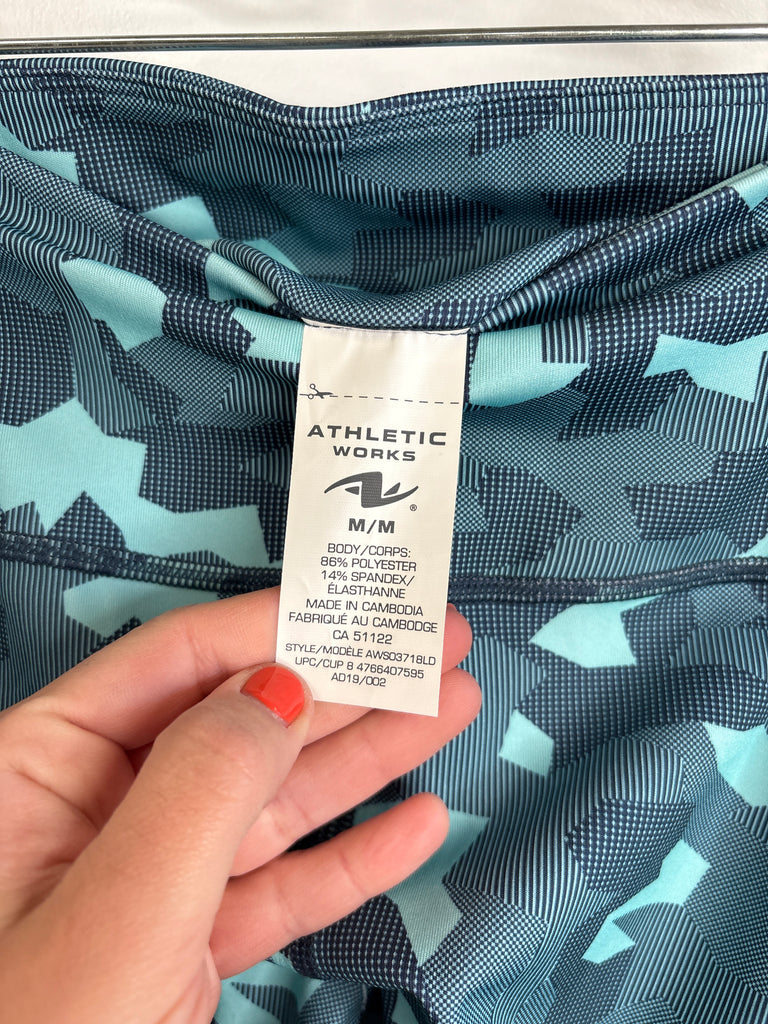 ATHLETIC
WORKS
®
M/M
BODY/CORPS:
86% POLYESTER
14% SPANDEX/
ÉLASTHANNE
MADE IN CAMBODIA
FABRIQUÉ AU CAMBODGE
CA 51122
STYLE/MODÈLE AWS03718LD
UPC/CUP 8 4766407595
AD19/002